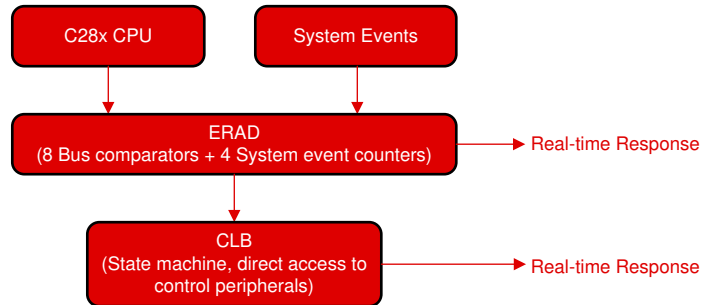 C28x CPU
System Events
ERAD
(8 Bus comparators + 4 System event counters)
Real-time Response
CLB
(State machine, direct access to
control peripherals)
Real-time Response